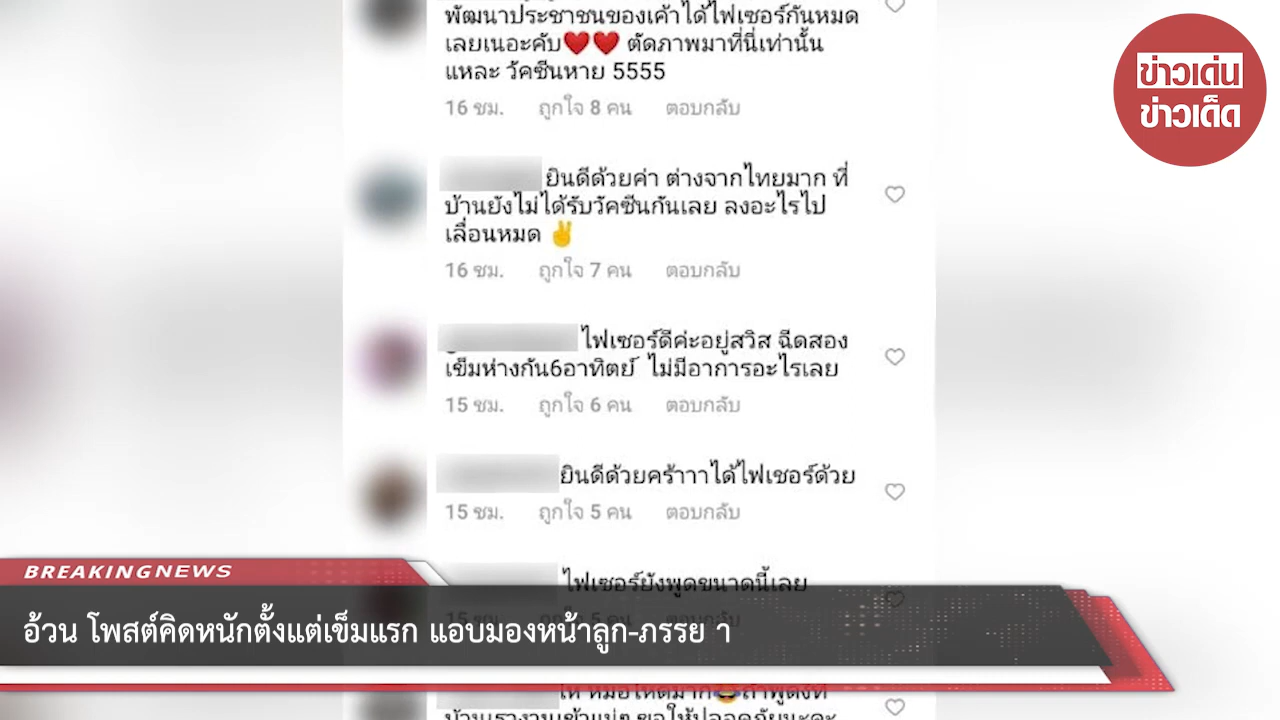 พัฒนาประชาชนของเค้าได้ไฟเซอร์กันหมด
เลยเนอะคับ❤️❤️ ตัดภาพมาที่นี่เท่านั้น
แหละ วัคซีนหาย 5555
16 ชม. ถูกใจ 8 คน ตอบกลับ
ข่าวเด่น
ข่าวเด็ด
ยินดีด้วยค่า ต่างจากไทยมาก ที่
บ้านยังไม่ได้รับวัคซีนกันเลย ลงอะไรไป
เลื่อนหมด ✌️
16 ชม. ถูกใจ 7 คน ตอบกลับ
ไฟเซอร์ดีค่ะอยู่สวิส ฉีดสอง
เข็มห่างกัน6อาทิตย์ ไม่มีอาการอะไรเลย
15 ชม. ถูกใจ 6 คน ตอบกลับ
ยินดีด้วยคร้าาาได้ไฟเซอร์ด้วย
15 ชม. ถูกใจ 5 คน ตอบกลับ
ไฟเซอร์ยังพูดขนาดนี้เลย
15 ชม. ถูกใจ 5 คน ตอบกลับ
BREAKINGNEWS
อ้วน โพสต์คิดหนักตั้งแต่เข็มแรก แอบมองหน้าลูก-ภรรย า